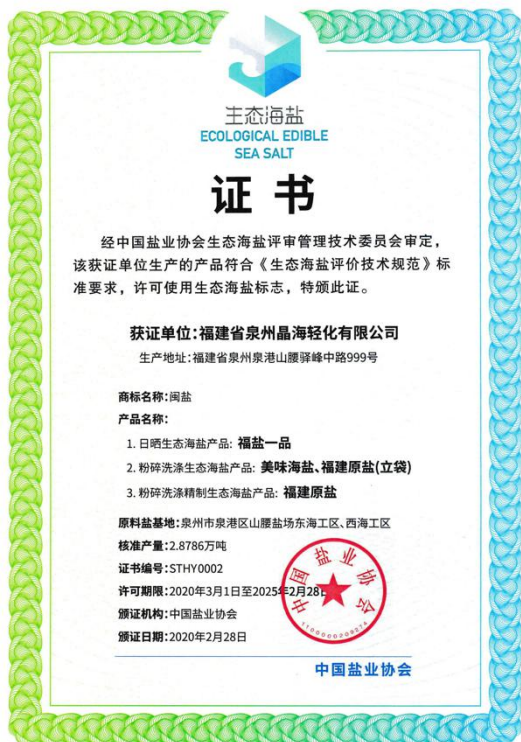 生态海盐
ECOLOGICAL EDIBLE
SEA SALT
证书
经中国盐业协会生态海盐评审管理技术委员会审定，
该获证单位生产的产品符合《生态海盐评价技术规范》标
准要求，许可使用生态海盐标志，特颁此证。
获证单位:福建省泉州晶海轻化有限公司
生产地址:福建省泉州泉港山腰驿峰中路999号
商标名称:闽盐
产品名称:
1. 日晒生态海盐产品: 福盐一品
2. 粉碎洗涤生态海盐产品: 美味海盐、福建原盐(立袋)
3. 粉碎洗涤精制生态海盐产品: 福建原盐
原料盐基地:泉州市泉港区山腰盐场东海工区、西海工区
核准产量:2.8786万吨
证书编号:STHY0002
许可期限:2020年3月1日至2025年2月28日
颁证机构:中国盐业协会
颁证日期:2020年2月28日
中国盐业协会
中国盐业协会